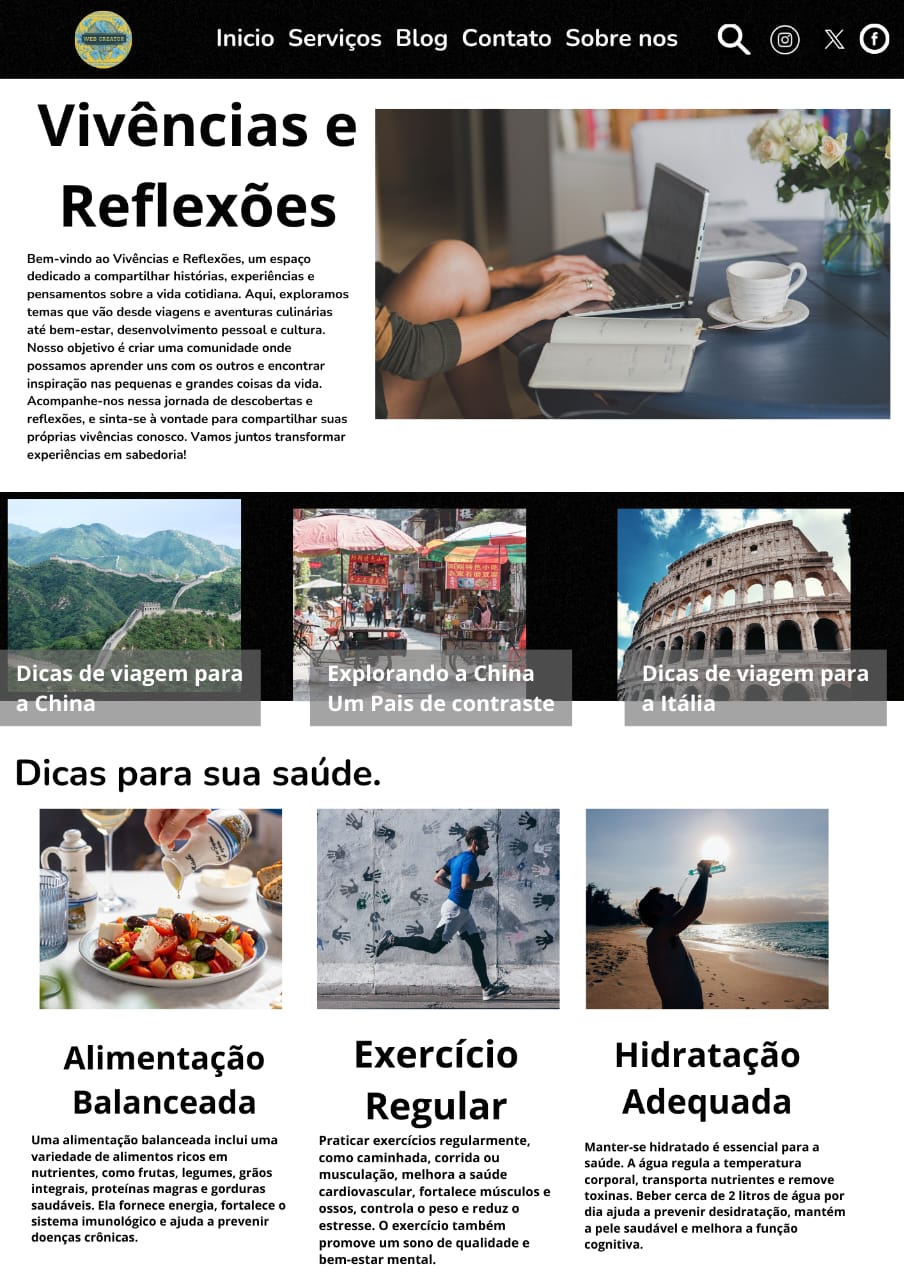 WEB CREATOR
Inicio Serviços Blog Contato Sobre nos
Vivências e
Reflexões
Bem-vindo ao Vivências e Reflexões, um espaço
dedicado a compartilhar histórias, experiências e
pensamentos sobre a vida cotidiana. Aqui, exploramos
temas que vão desde viagens e aventuras culinárias
até bem-estar, desenvolvimento pessoal e cultura.
Nosso objetivo é criar uma comunidade onde
possamos aprender uns com os outros e encontrar
inspiração nas pequenas e grandes coisas da vida.
Acompanhe-nos nessa jornada de descobertas e
reflexões, e sinta-se à vontade para compartilhar suas
próprias vivências conosco. Vamos juntos transformar
experiências em sabedoria!
Dicas de viagem para
a China
Explorando a China
Um Pais de contraste
Dicas de viagem para
a Itália
Dicas para sua saúde.
Alimentação
Balanceada
Uma alimentação balanceada inclui uma
variedade de alimentos ricos em
nutrientes, como frutas, legumes, grãos
integrais, proteínas magras e gorduras
saudáveis. Ela fornece energia, fortalece o
sistema imunológico e ajuda a prevenir
doenças crônicas.
Exercício
Regular
Praticar exercícios regularmente,
como caminhada, corrida ou
musculação, melhora a saúde
cardiovascular, fortalece músculos e
ossos, controla o peso e reduz o
estresse. O exercício também
promove um sono de qualidade e
bem-estar mental.
Hidratação
Adequada
Manter-se hidratado é essencial para a
saúde. A água regula a temperatura
corporal, transporta nutrientes e remove
toxinas. Beber cerca de 2 litros de água por
dia ajuda a prevenir desidratação, mantém
a pele saudável e melhora a função
cognitiva.